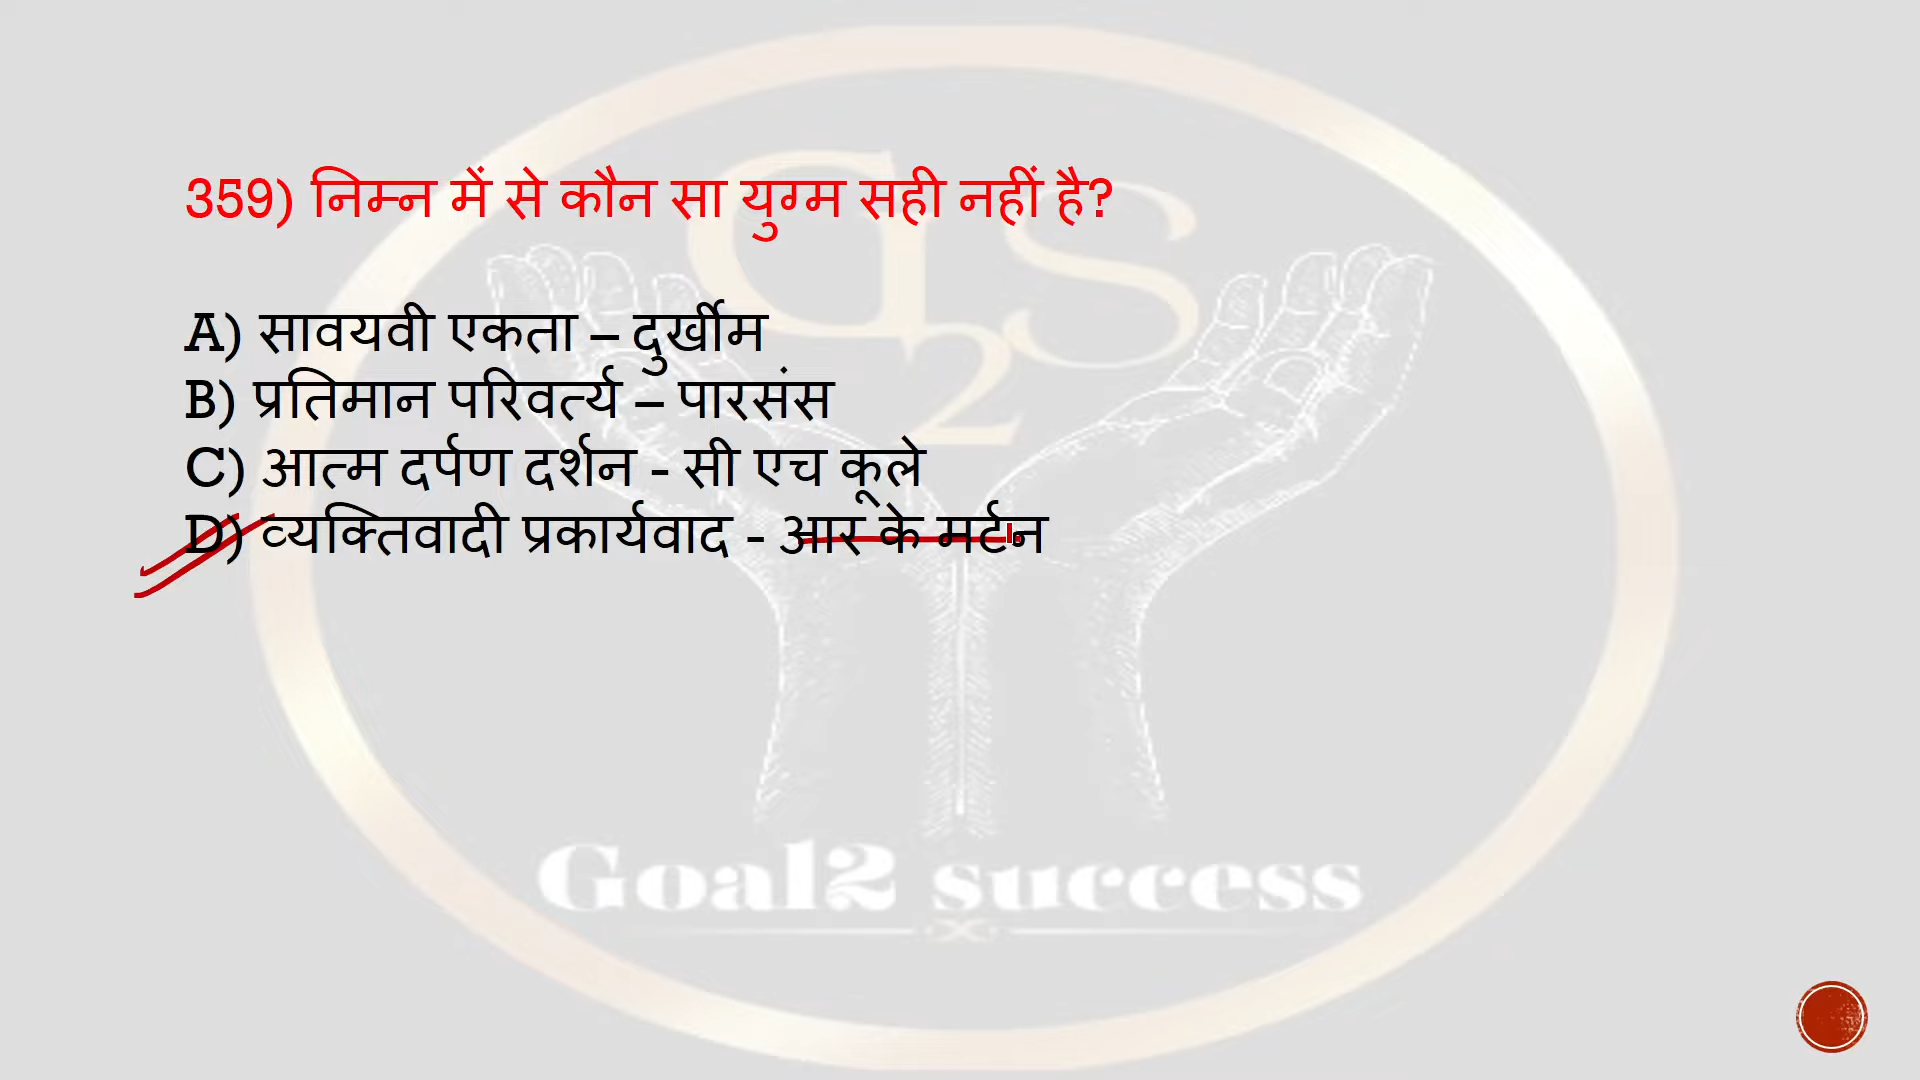 359) निम्न में से कौन सा युग्म सही नहीं है?
A) सावयवी एकता – दुर्खीम
B) प्रतिमान परिवर्त्य – पारसंस
C) आत्म दर्पण दर्शन - सी एच कूले
D) व्यक्तिवादी प्रकार्यवाद - आर के मर्टन
G2S
Goal2 success